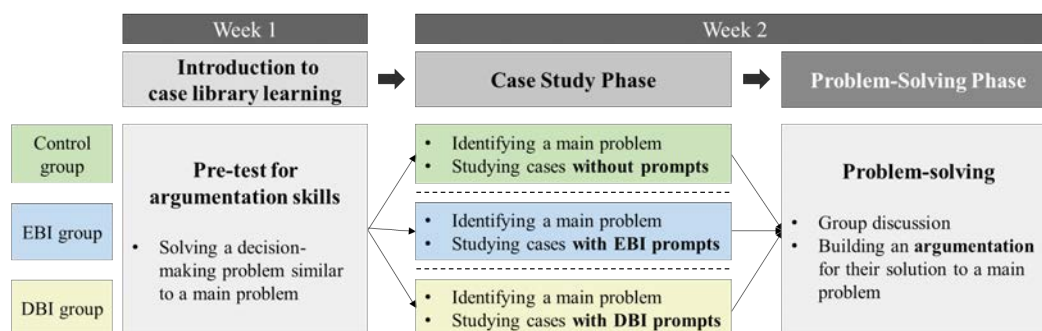 Week 1
Week 2
Introduction to
case library learning
Case Study Phase
Problem-Solving Phase
Control
group
EBI group
DBI group
Pre-test for
argumentation skills
• Solving a decision-
making problem similar
to a main problem
• Identifying a main problem
• Studying cases without prompts
• Identifying a main problem
• Studying cases with EBI prompts
• Identifying a main problem
• Studying cases with DBI prompts
Problem-solving
• Group discussion
• Building an argumentation
for their solution to a main
problem